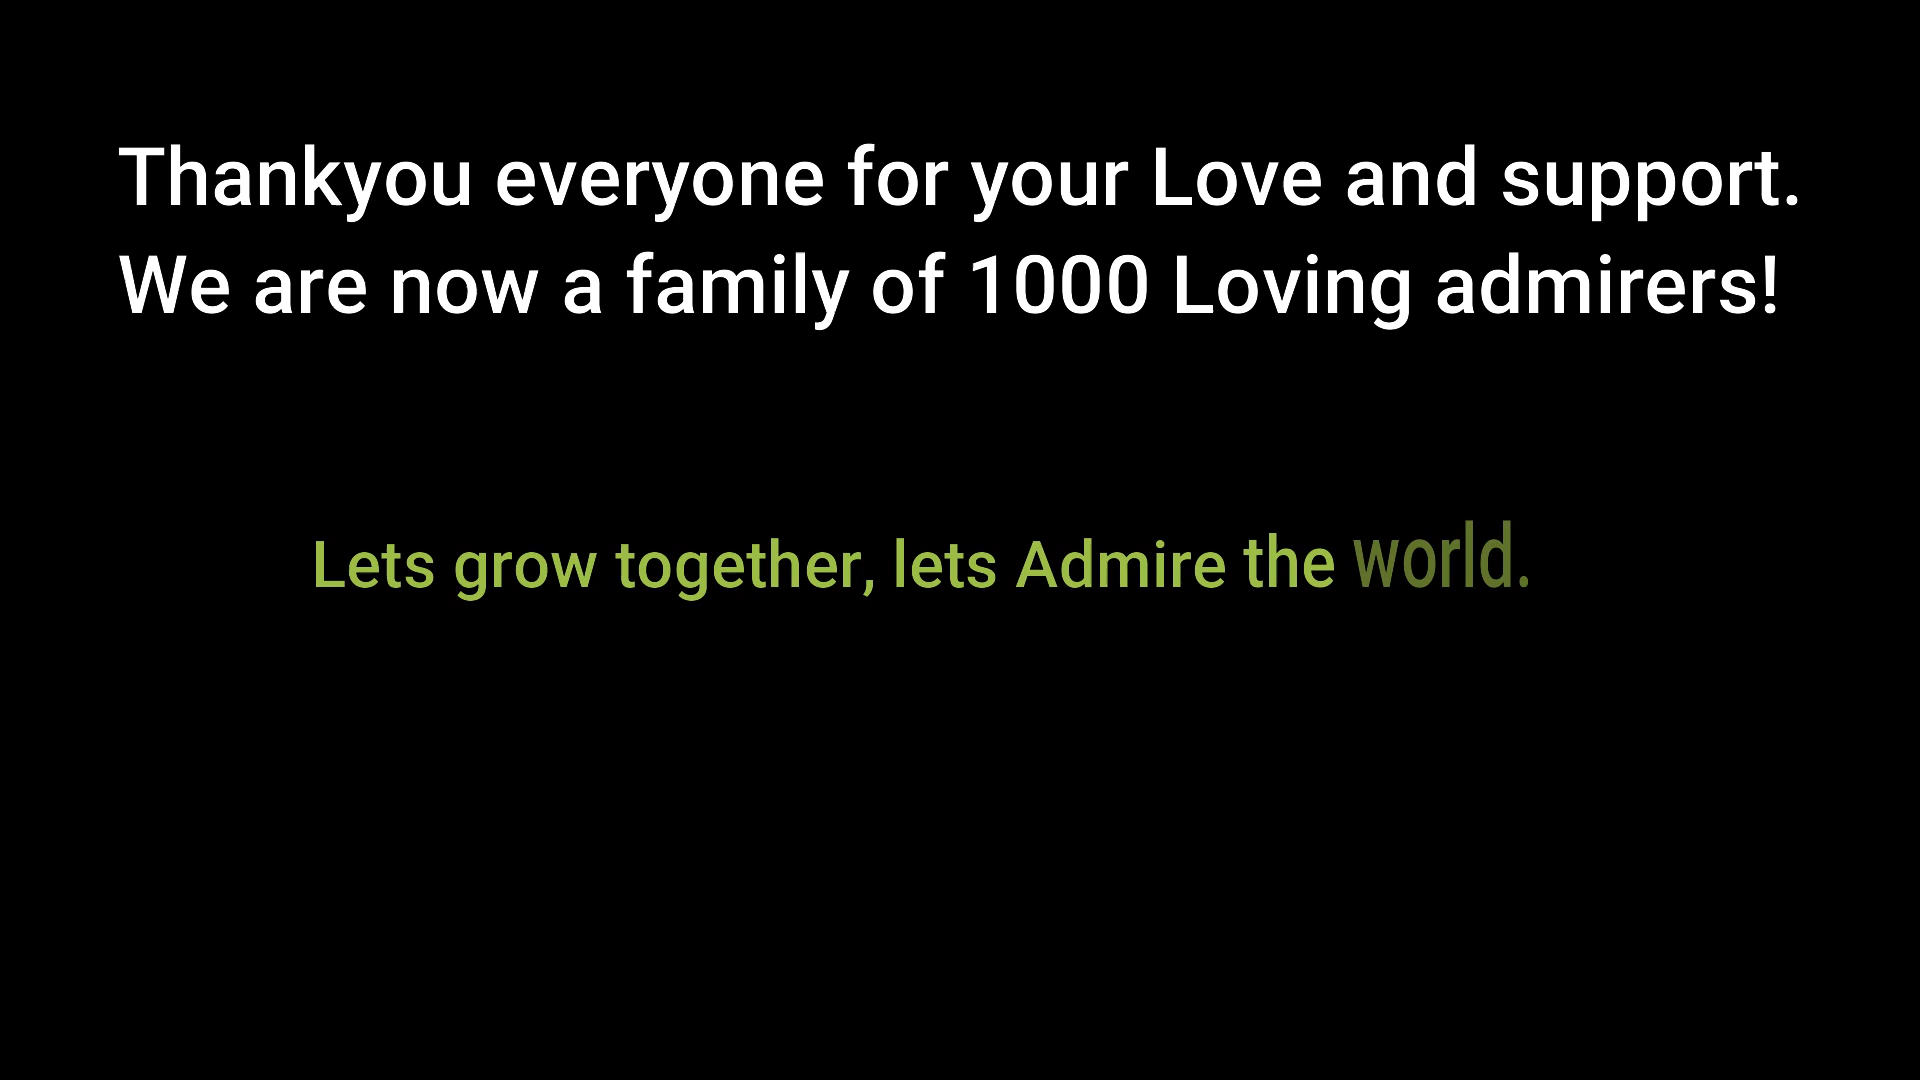 Thankyou everyone for your Love and support.
We are now a family of 1000 Loving admirers!
Lets grow together, lets Admire the world.